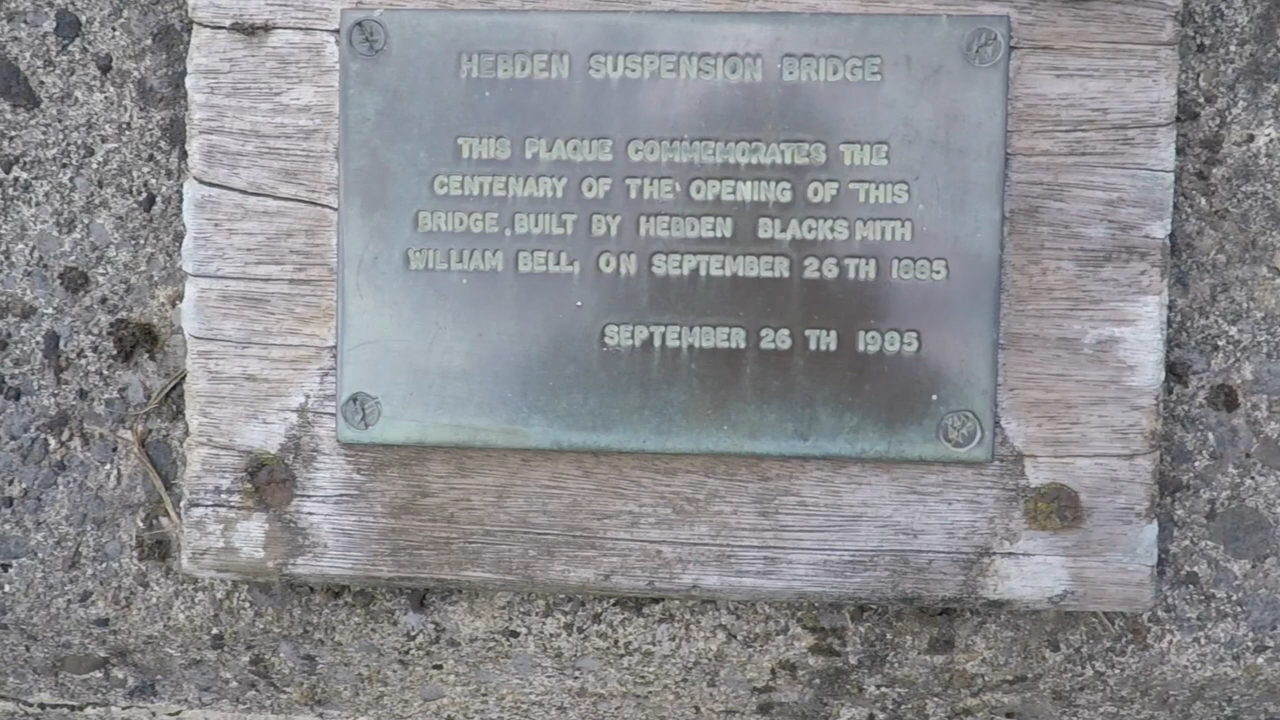 HEBDEN SUSPENSION BRIDGE
THIS PLAQUE COMMEMORATES THE
CENTENARY OF THE OPENING OF THIS
BRIDGE, BUILT BY HEBDEN BLACKSMITH
WILLIAM BELL, ON SEPTEMBER 26TH 1885
SEPTEMBER 26 TH 1985